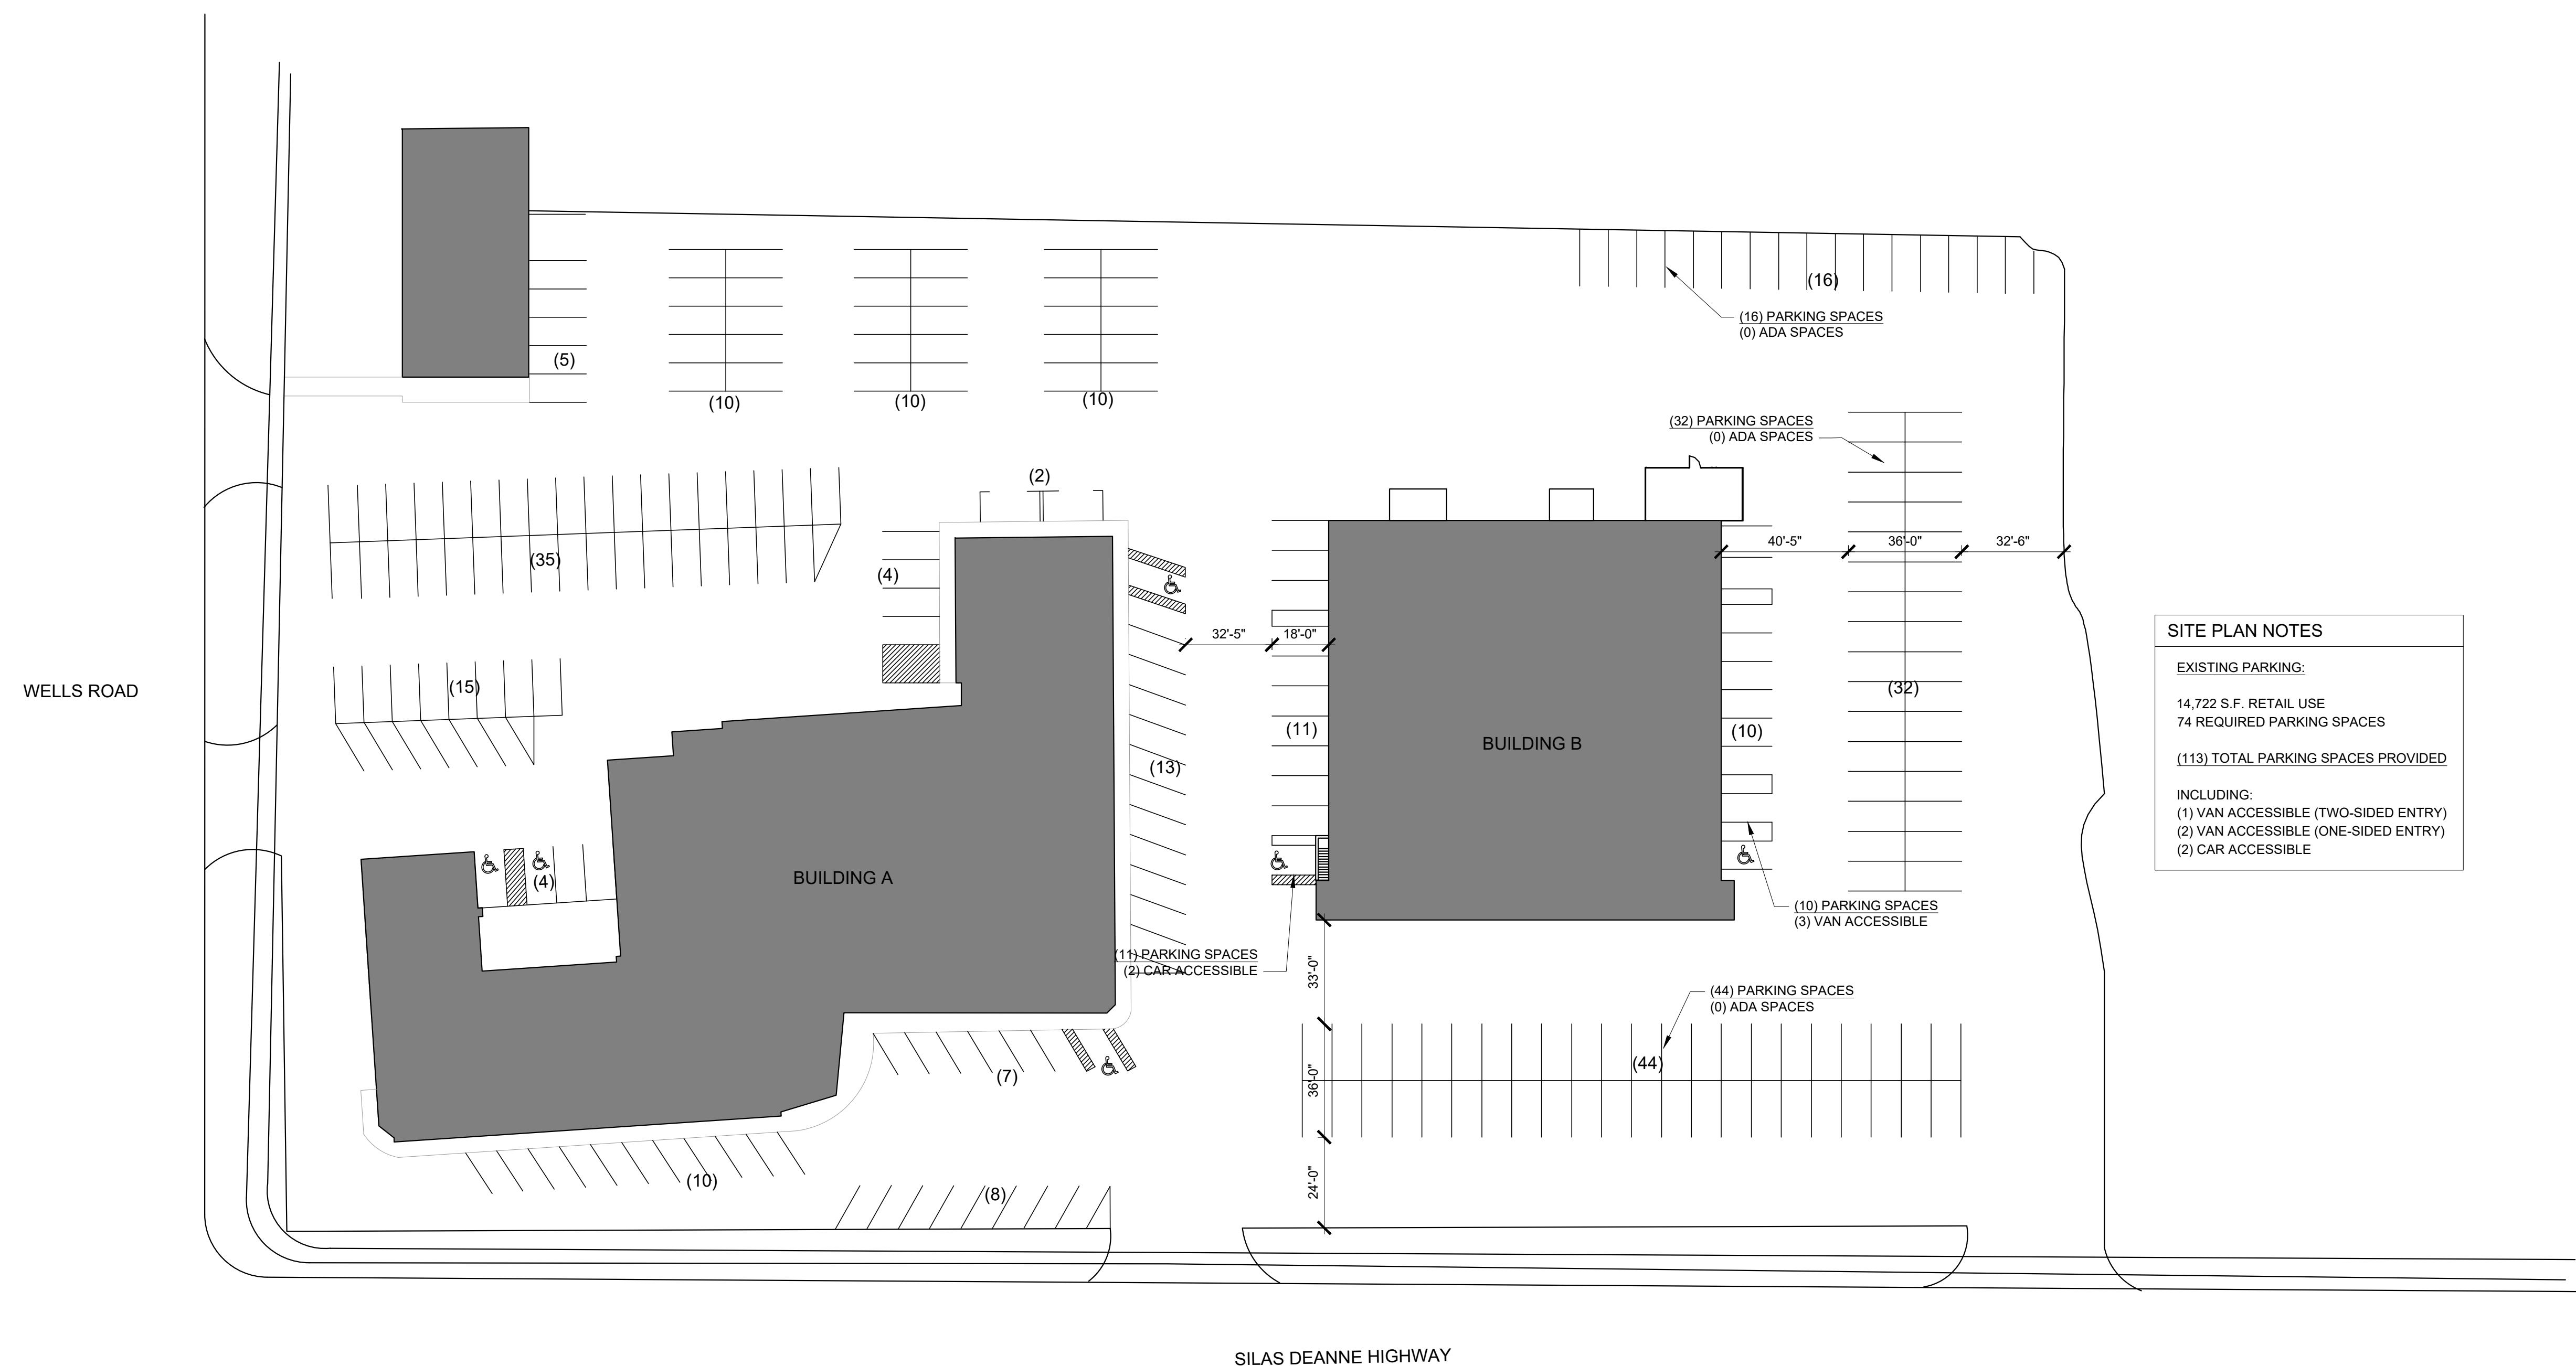 (16)
(16) PARKING SPACES
(0) ADA SPACES
(5)
(10)
(10)
(10)
(32) PARKING SPACES
(0) ADA SPACES
(2)
(35)
(4)
40'-5"
36'-0"
32'-6"
32'-5"
18'-0"
SITE PLAN NOTES
EXISTING PARKING:
14,722 S.F. RETAIL USE
74 REQUIRED PARKING SPACES
(113) TOTAL PARKING SPACES PROVIDED
INCLUDING:
(1) VAN ACCESSIBLE (TWO-SIDED ENTRY)
(2) VAN ACCESSIBLE (ONE-SIDED ENTRY)
(2) CAR ACCESSIBLE
WELLS ROAD
(15)
(32)
(11)
(10)
BUILDING B
(13)
(4)
BUILDING A
(10) PARKING SPACES
(3) VAN ACCESSIBLE
(11) PARKING SPACES
(2) CAR ACCESSIBLE
33'-0"
(44) PARKING SPACES
(0) ADA SPACES
(44)
(7)
36'-0"
(10)
(8)
24'-0"
SILAS DEANNE HIGHWAY